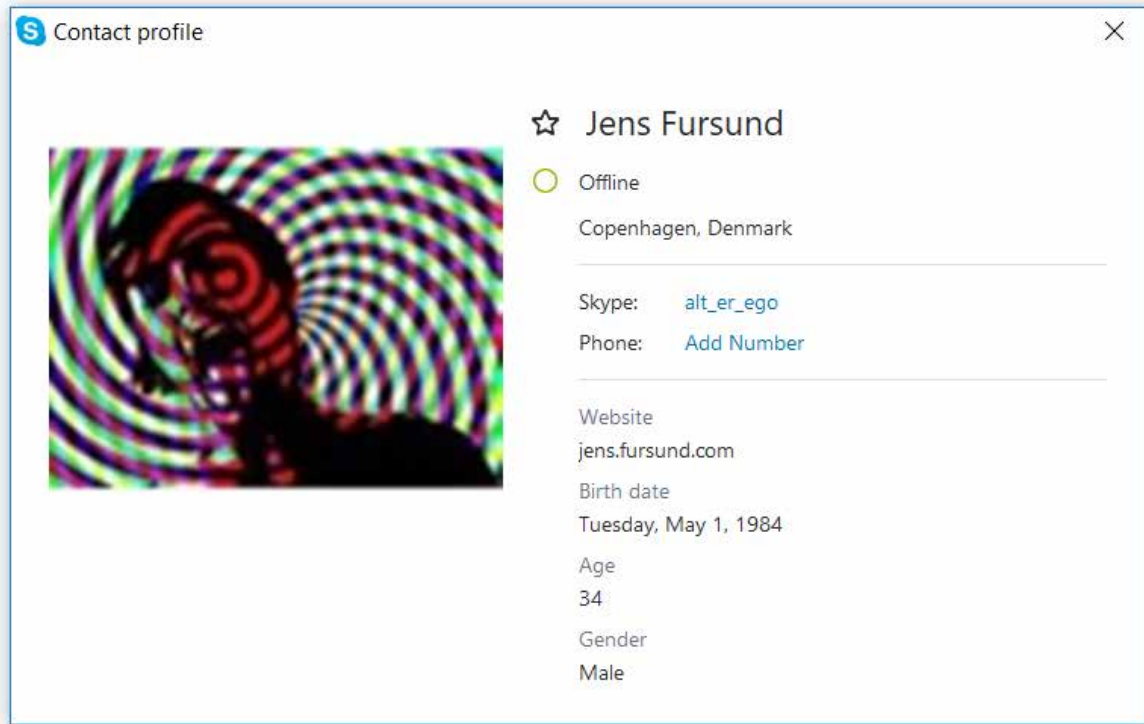 Contact profile
Jens Fursund
Offline
Copenhagen, Denmark
Skype: alt_er_ego
Phone: Add Number
Website
jens.fursund.com
Birth date
Tuesday, May 1, 1984
Age
34
Gender
Male